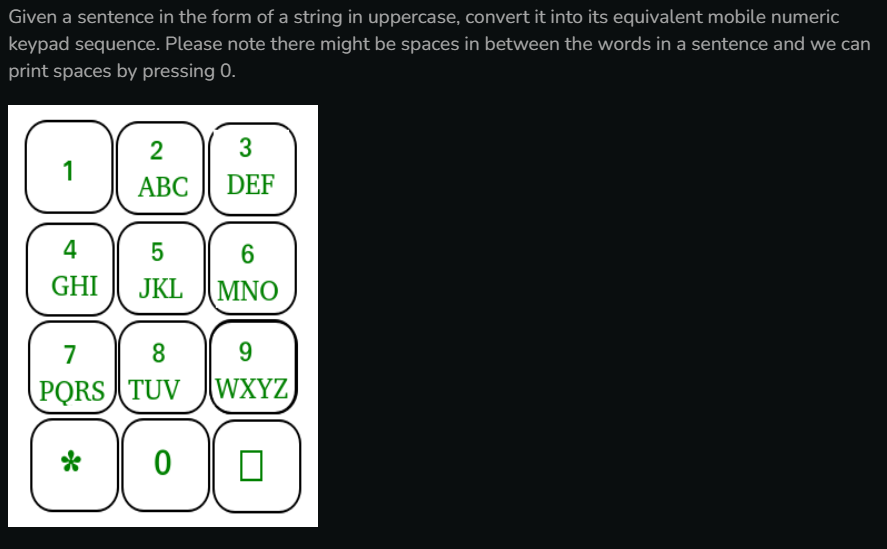 Given a sentence in the form of a string in uppercase, convert it into its equivalent mobile numeric
keypad sequence. Please note there might be spaces in between the words in a sentence and we can
print spaces by pressing 0.
1 2 3
ABC DEF
4 5 6
GHI JKL MNO
7 8 9
PQRS TUV WXYZ
* 0 ⎕